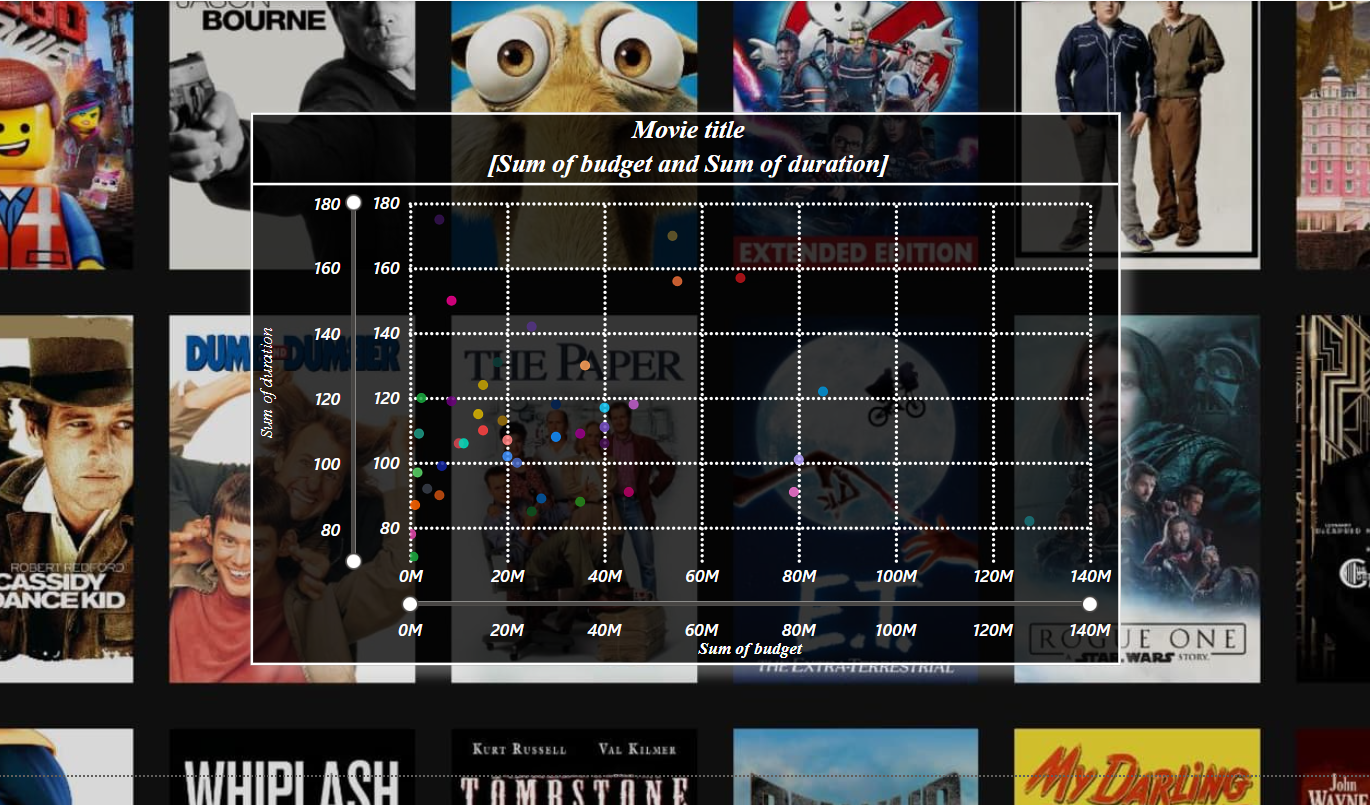 JASON
BOURNE
Movie title
[Sum of budget and Sum of duration]
EXTENDED EDITION
Sum of duration
180
160
140
120
100
80
180
160
140
120
100
80
0M 20M 40M 60M 80M 100M 120M 140M
0M 20M 40M 60M 80M 100M 120M 140M
Sum of budget
DUMB DUMBER
THE PAPER
E.T.
THE EXTRA-TERRESTRIAL
ROGUE ONE
A STAR WARS STORY
ROBERT REDFORD
CASSIDY
DANCE KID
WHIPLASH
KURT RUSSELL VAL KILMER
TOMBSTONE
MY DARLING
John
WAYNE